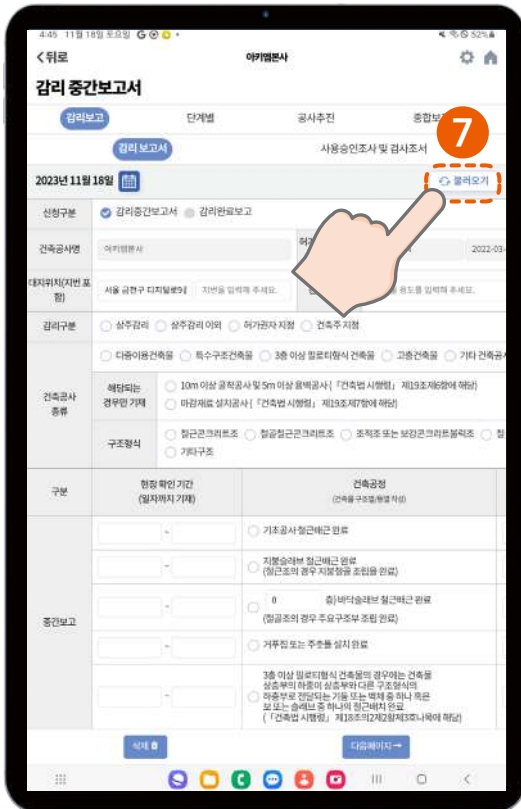 4:45 11월 18일 토요일 G
52%
<뒤로 아키엠본사
감리 중간보고서
감리보고 단계별 공사추진 종합보
7
감리 보고서 사용승인조사 및 검사조서
2023년 11월 18일 불러오기
신청구분 감리중간보고서 감리완료보고
건축공사명 아키엠본사 2022-03-
대지위치(지번 포함) 서울 금천구 디지털로9길 지번을 입력해 주세요. 용도를 입력해 주세요.
감리구분 상주감리 상주감리 이외 허가권자 지정 건축주 지정
건축공사 종류
다중이용건축물 특수구조건축물 3층 이상 필로티형식 건축물 고층건축물 기타 건축공사
해당되는 경우만 기재
10m 이상 굴착공사 및 5m 이상 옹벽공사 (「건축법 시행령」 제19조제6항에 해당)
마감재료 설치공사 (「건축법 시행령」 제19조제7항에 해당)
구조형식
철근콘크리트조 철골철근콘크리트조 조적조 또는 보강콘크리트블럭조 철
기타구조
구분 현장 확인 기간 건축공정
(일자까지 기재) (건축물 구조별/동별 작성)
중간보고
~ 기초공사 철근배근 완료
~ 지붕슬래브 철근배근 완료
(철근조의 경우 지붕철골 조립을 완료)
~ 0 층) 바닥슬래브 철근배근 완료
(철골조의 경우 주요구조부 조립 완료)
~ 거푸집 또는 주춧돌 설치 완료
3층 이상 필로티형식 건축물의 경우에는 건축물
상층부의 하중이 상층부와 다른 구조형식의
~ 하층부로 전달되는 기둥 또는 벽체 중 하나 혹은
보 또는 슬래브 중 하나의 철근배치 완료
(「건축법 시행령」 제18조의2제2항제3호나목에 해당)
삭제 다음페이지→